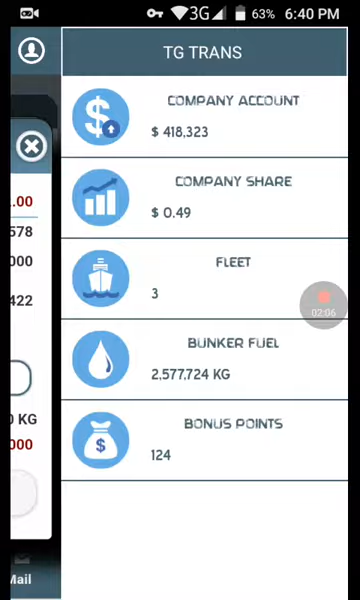 3G 63% 6:40 PM
TG TRANS
COMPANY ACCOUNT
$ 418,323
.00
COMPANY SHARE
$ 0.49
578
000
FLEET
3
422
02:06
BUNKER FUEL
2,577,724 KG
0 KG
BONUS POINTS
124
000
Mail